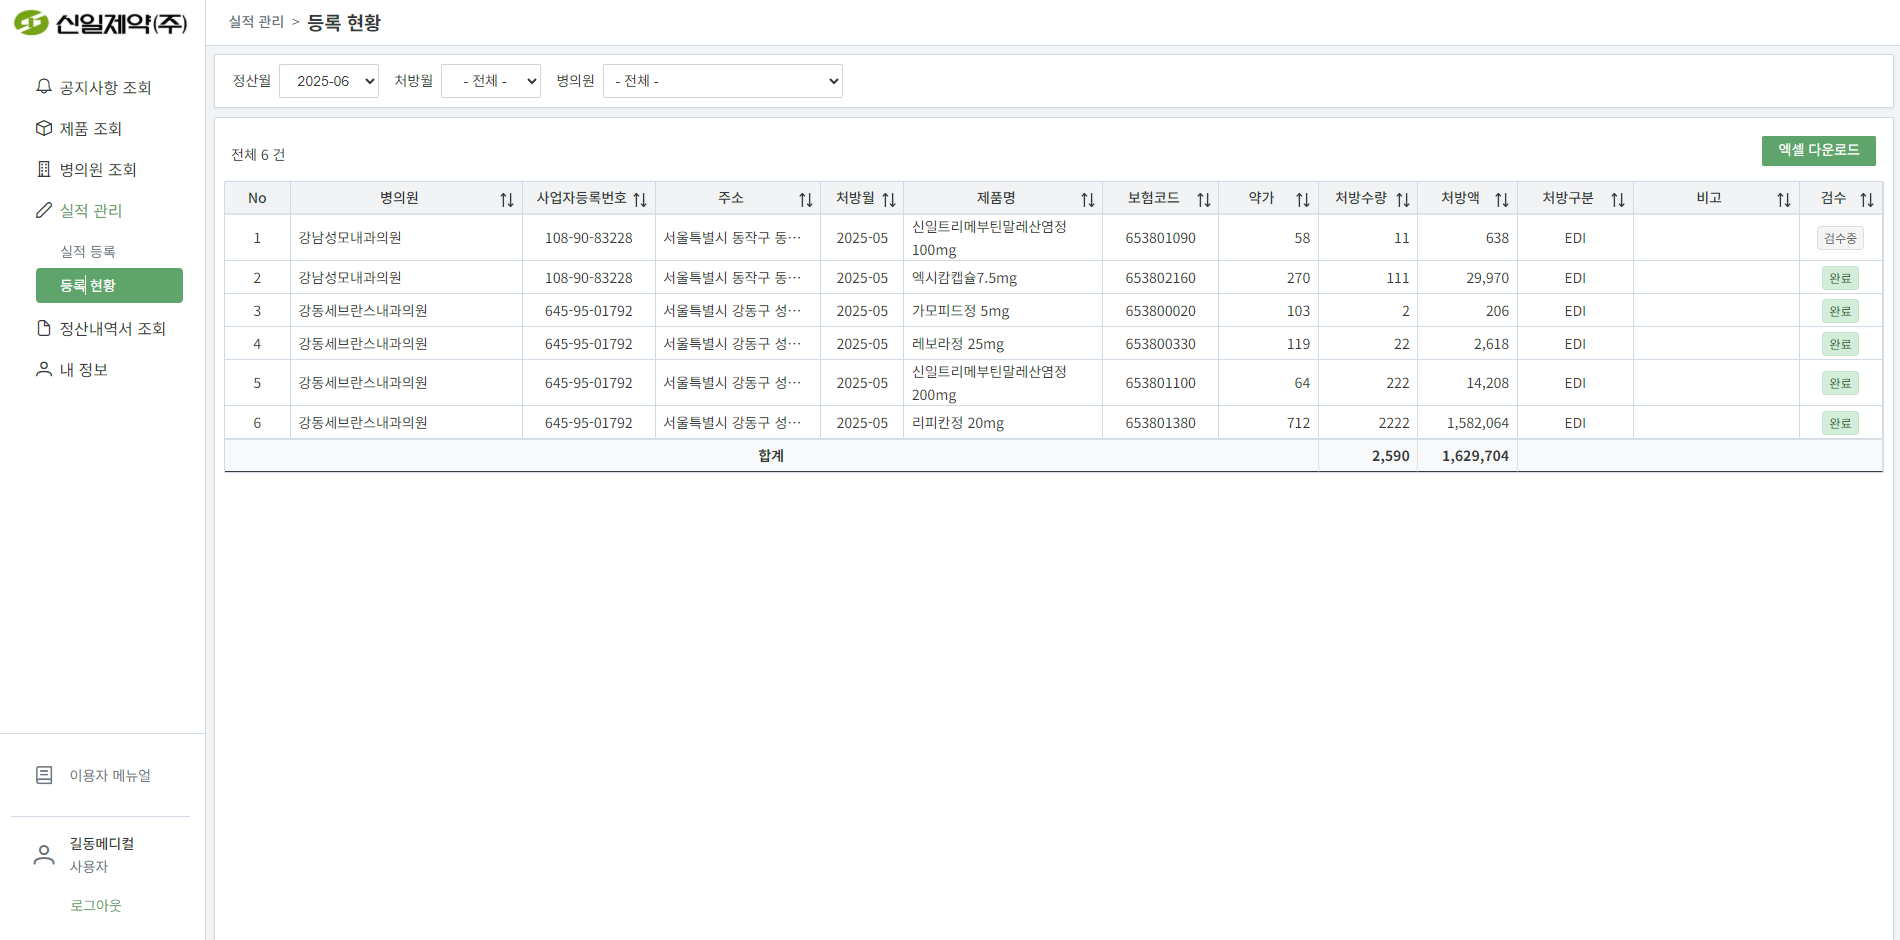 신일제약(주)
실적 관리 > 등록 현황
공지사항 조회
제품 조회
병의원 조회
실적 관리
실적 등록
등록 현황
정산내역서 조회
내 정보
이용자 메뉴얼
길동메디컬
사용자
로그아웃
정산월 2025-06 처방월 - 전체 - 병의원 - 전체 -
전체 6 건
엑셀 다운로드
No 병의원 사업자등록번호 주소 처방월 제품명 보험코드 약가 처방수량 처방액 처방구분 비고 검수
1 강남성모내과의원 108-90-83228 서울특별시 동작구 동… 2025-05 신일트리메부틴말레산염정 100mg 653801090 58 11 638 EDI 검수중
2 강남성모내과의원 108-90-83228 서울특별시 동작구 동… 2025-05 엑시캄캡슐7.5mg 653802160 270 111 29,970 EDI 완료
3 강동세브란스내과의원 645-95-01792 서울특별시 강동구 성… 2025-05 가모피드정 5mg 653800020 103 2 206 EDI 완료
4 강동세브란스내과의원 645-95-01792 서울특별시 강동구 성… 2025-05 레보라정 25mg 653800330 119 22 2,618 EDI 완료
5 강동세브란스내과의원 645-95-01792 서울특별시 강동구 성… 2025-05 신일트리메부틴말레산염정 200mg 653801100 64 222 14,208 EDI 완료
6 강동세브란스내과의원 645-95-01792 서울특별시 강동구 성… 2025-05 리피칸정 20mg 653801380 712 2222 1,582,064 EDI 완료
합계 2,590 1,629,704